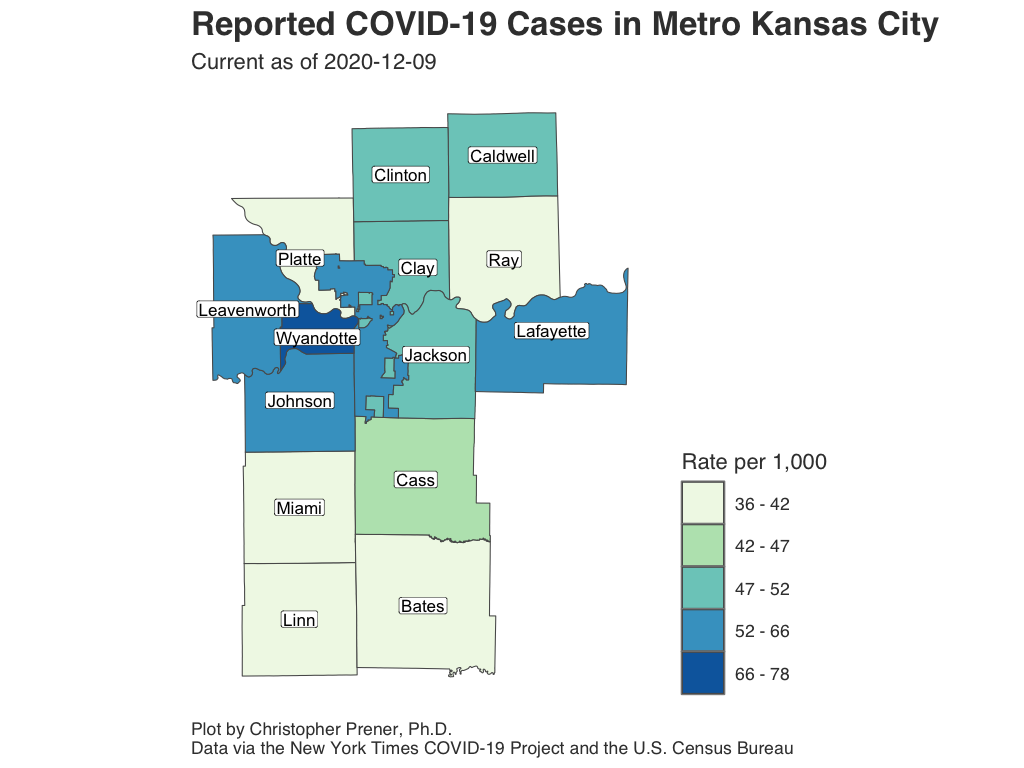 Reported COVID-19 Cases in Metro Kansas City
Current as of 2020-12-09
Caldwell
Clinton
Platte
Clay
Ray
Leavenworth
Wyandotte
Lafayette
Jackson
Johnson
Cass
Miami
Bates
Linn
Rate per 1,000
36 - 42
42 - 47
47 - 52
52 - 66
66 - 78
Plot by Christopher Prener, Ph.D.
Data via the New York Times COVID-19 Project and the U.S. Census Bureau